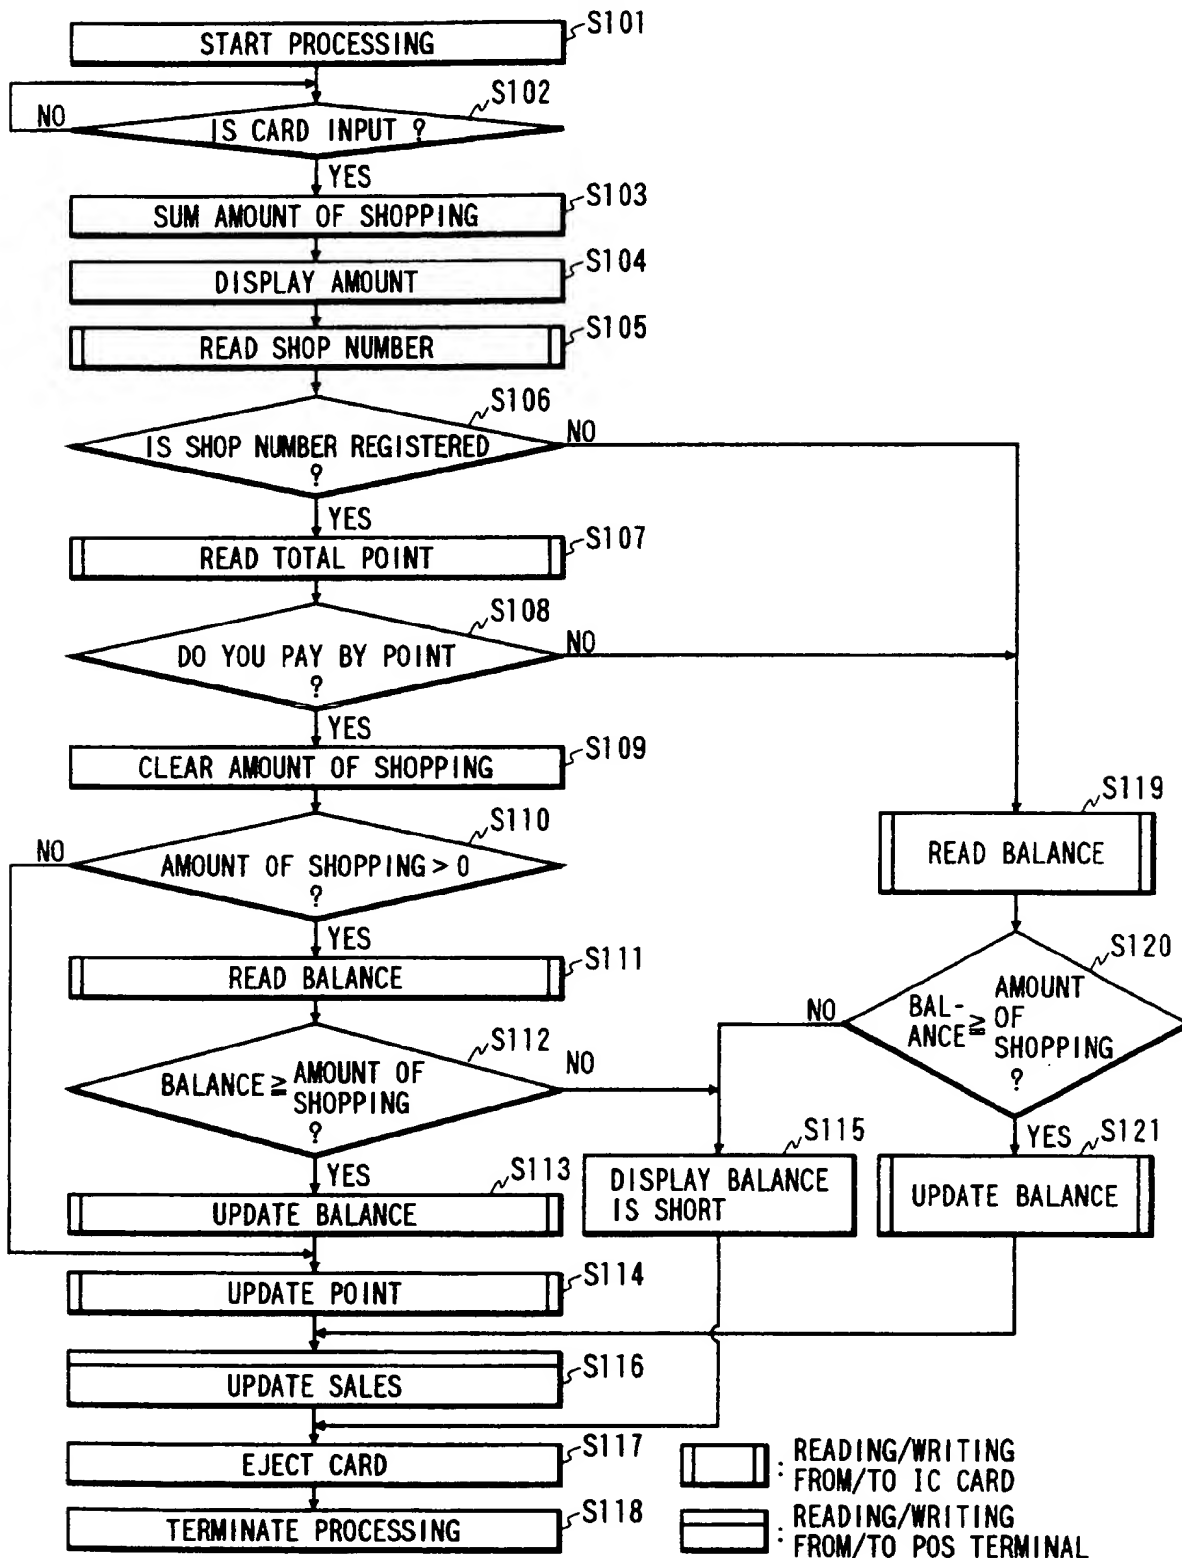 START PROCESSING
S101
S102
NO
IS CARD INPUT ?
YES
S103
SUM AMOUNT OF SHOPPING
S104
DISPLAY AMOUNT
S105
READ SHOP NUMBER
S106
IS SHOP NUMBER REGISTERED
?
NO
YES
S107
READ TOTAL POINT
S108
DO YOU PAY BY POINT
?
NO
YES
S109
CLEAR AMOUNT OF SHOPPING
S110
NO
AMOUNT OF SHOPPING > 0
?
YES
S111
READ BALANCE
S112
BALANCE ≧ AMOUNT OF
SHOPPING
?
NO
YES
S113
UPDATE BALANCE
S114
UPDATE POINT
S115
DISPLAY BALANCE
IS SHORT
S116
UPDATE SALES
S117
EJECT CARD
S118
TERMINATE PROCESSING
S119
READ BALANCE
S120
NO
BAL-
ANCE ≧ AMOUNT
OF
SHOPPING
?
YES
S121
UPDATE BALANCE
: READING/WRITING
FROM/TO IC CARD
: READING/WRITING
FROM/TO POS TERMINAL